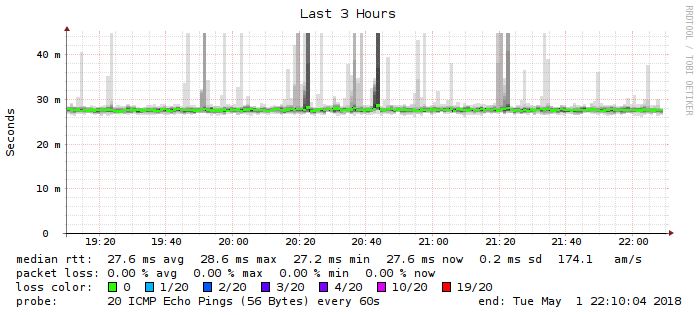 Last 3 Hours
RRDTOOL / TOBI OETIKER
Seconds
40 m
30 m
20 m
10 m
0
19:20 19:40 20:00 20:20 20:40 21:00 21:20 21:40 22:00
median rtt: 27.6 ms avg 28.6 ms max 27.2 ms min 27.6 ms now 0.2 ms sd 174.1 am/s
packet loss: 0.00 % avg 0.00 % max 0.00 % min 0.00 % now
loss color: 0 1/20 2/20 3/20 4/20 10/20 19/20
probe: 20 ICMP Echo Pings (56 Bytes) every 60s end: Tue May 1 22:10:04 2018